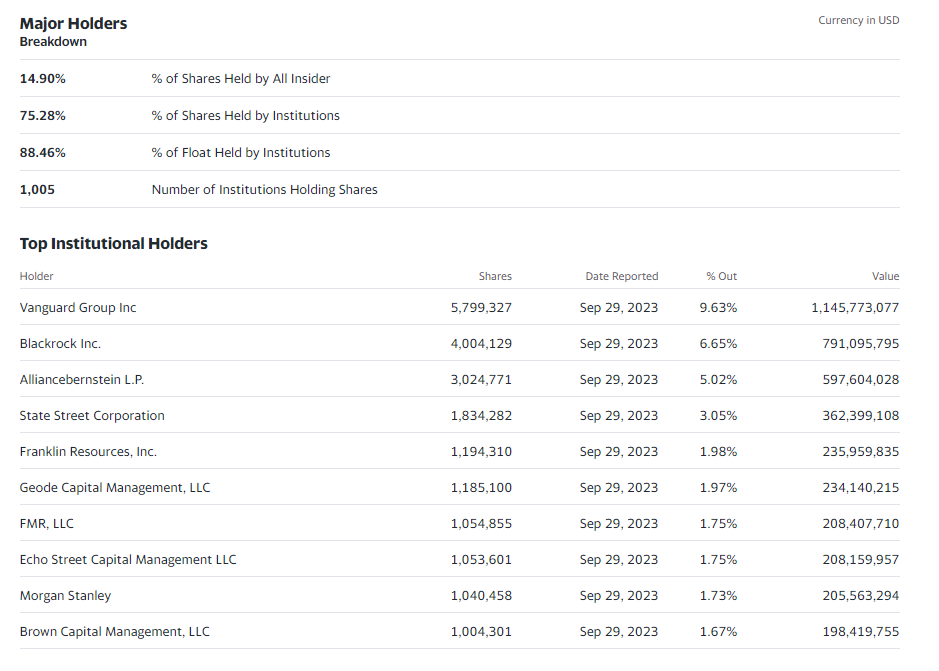 Major Holders
Currency in USD
Breakdown
14.90% % of Shares Held by All Insider
75.28% % of Shares Held by Institutions
88.46% % of Float Held by Institutions
1,005 Number of Institutions Holding Shares
Top Institutional Holders
Holder Shares Date Reported % Out Value
Vanguard Group Inc 5,799,327 Sep 29, 2023 9.63% 1,145,773,077
Blackrock Inc. 4,004,129 Sep 29, 2023 6.65% 791,095,795
Alliancebernstein L.P. 3,024,771 Sep 29, 2023 5.02% 597,604,028
State Street Corporation 1,834,282 Sep 29, 2023 3.05% 362,399,108
Franklin Resources, Inc. 1,194,310 Sep 29, 2023 1.98% 235,959,835
Geode Capital Management, LLC 1,185,100 Sep 29, 2023 1.97% 234,140,215
FMR, LLC 1,054,855 Sep 29, 2023 1.75% 208,407,710
Echo Street Capital Management LLC 1,053,601 Sep 29, 2023 1.75% 208,159,957
Morgan Stanley 1,040,458 Sep 29, 2023 1.73% 205,563,294
Brown Capital Management, LLC 1,004,301 Sep 29, 2023 1.67% 198,419,755